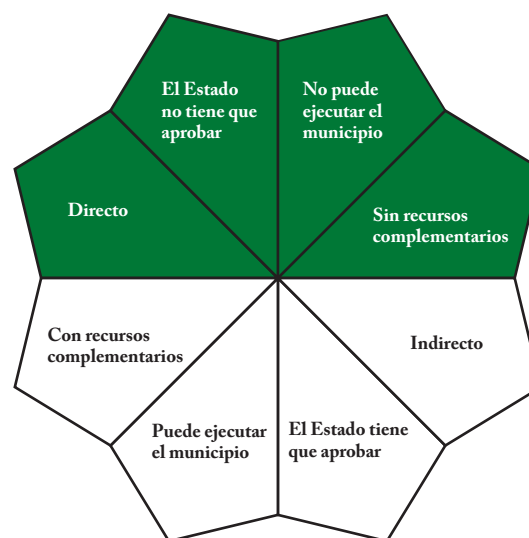 El Estado
no tiene que
aprobar
No puede
ejecutar el
municipio
Directo
Sin recursos
complementarios
Con recursos
complementarios
Indirecto
Puede ejecutar
el municipio
El Estado tiene
que aprobar